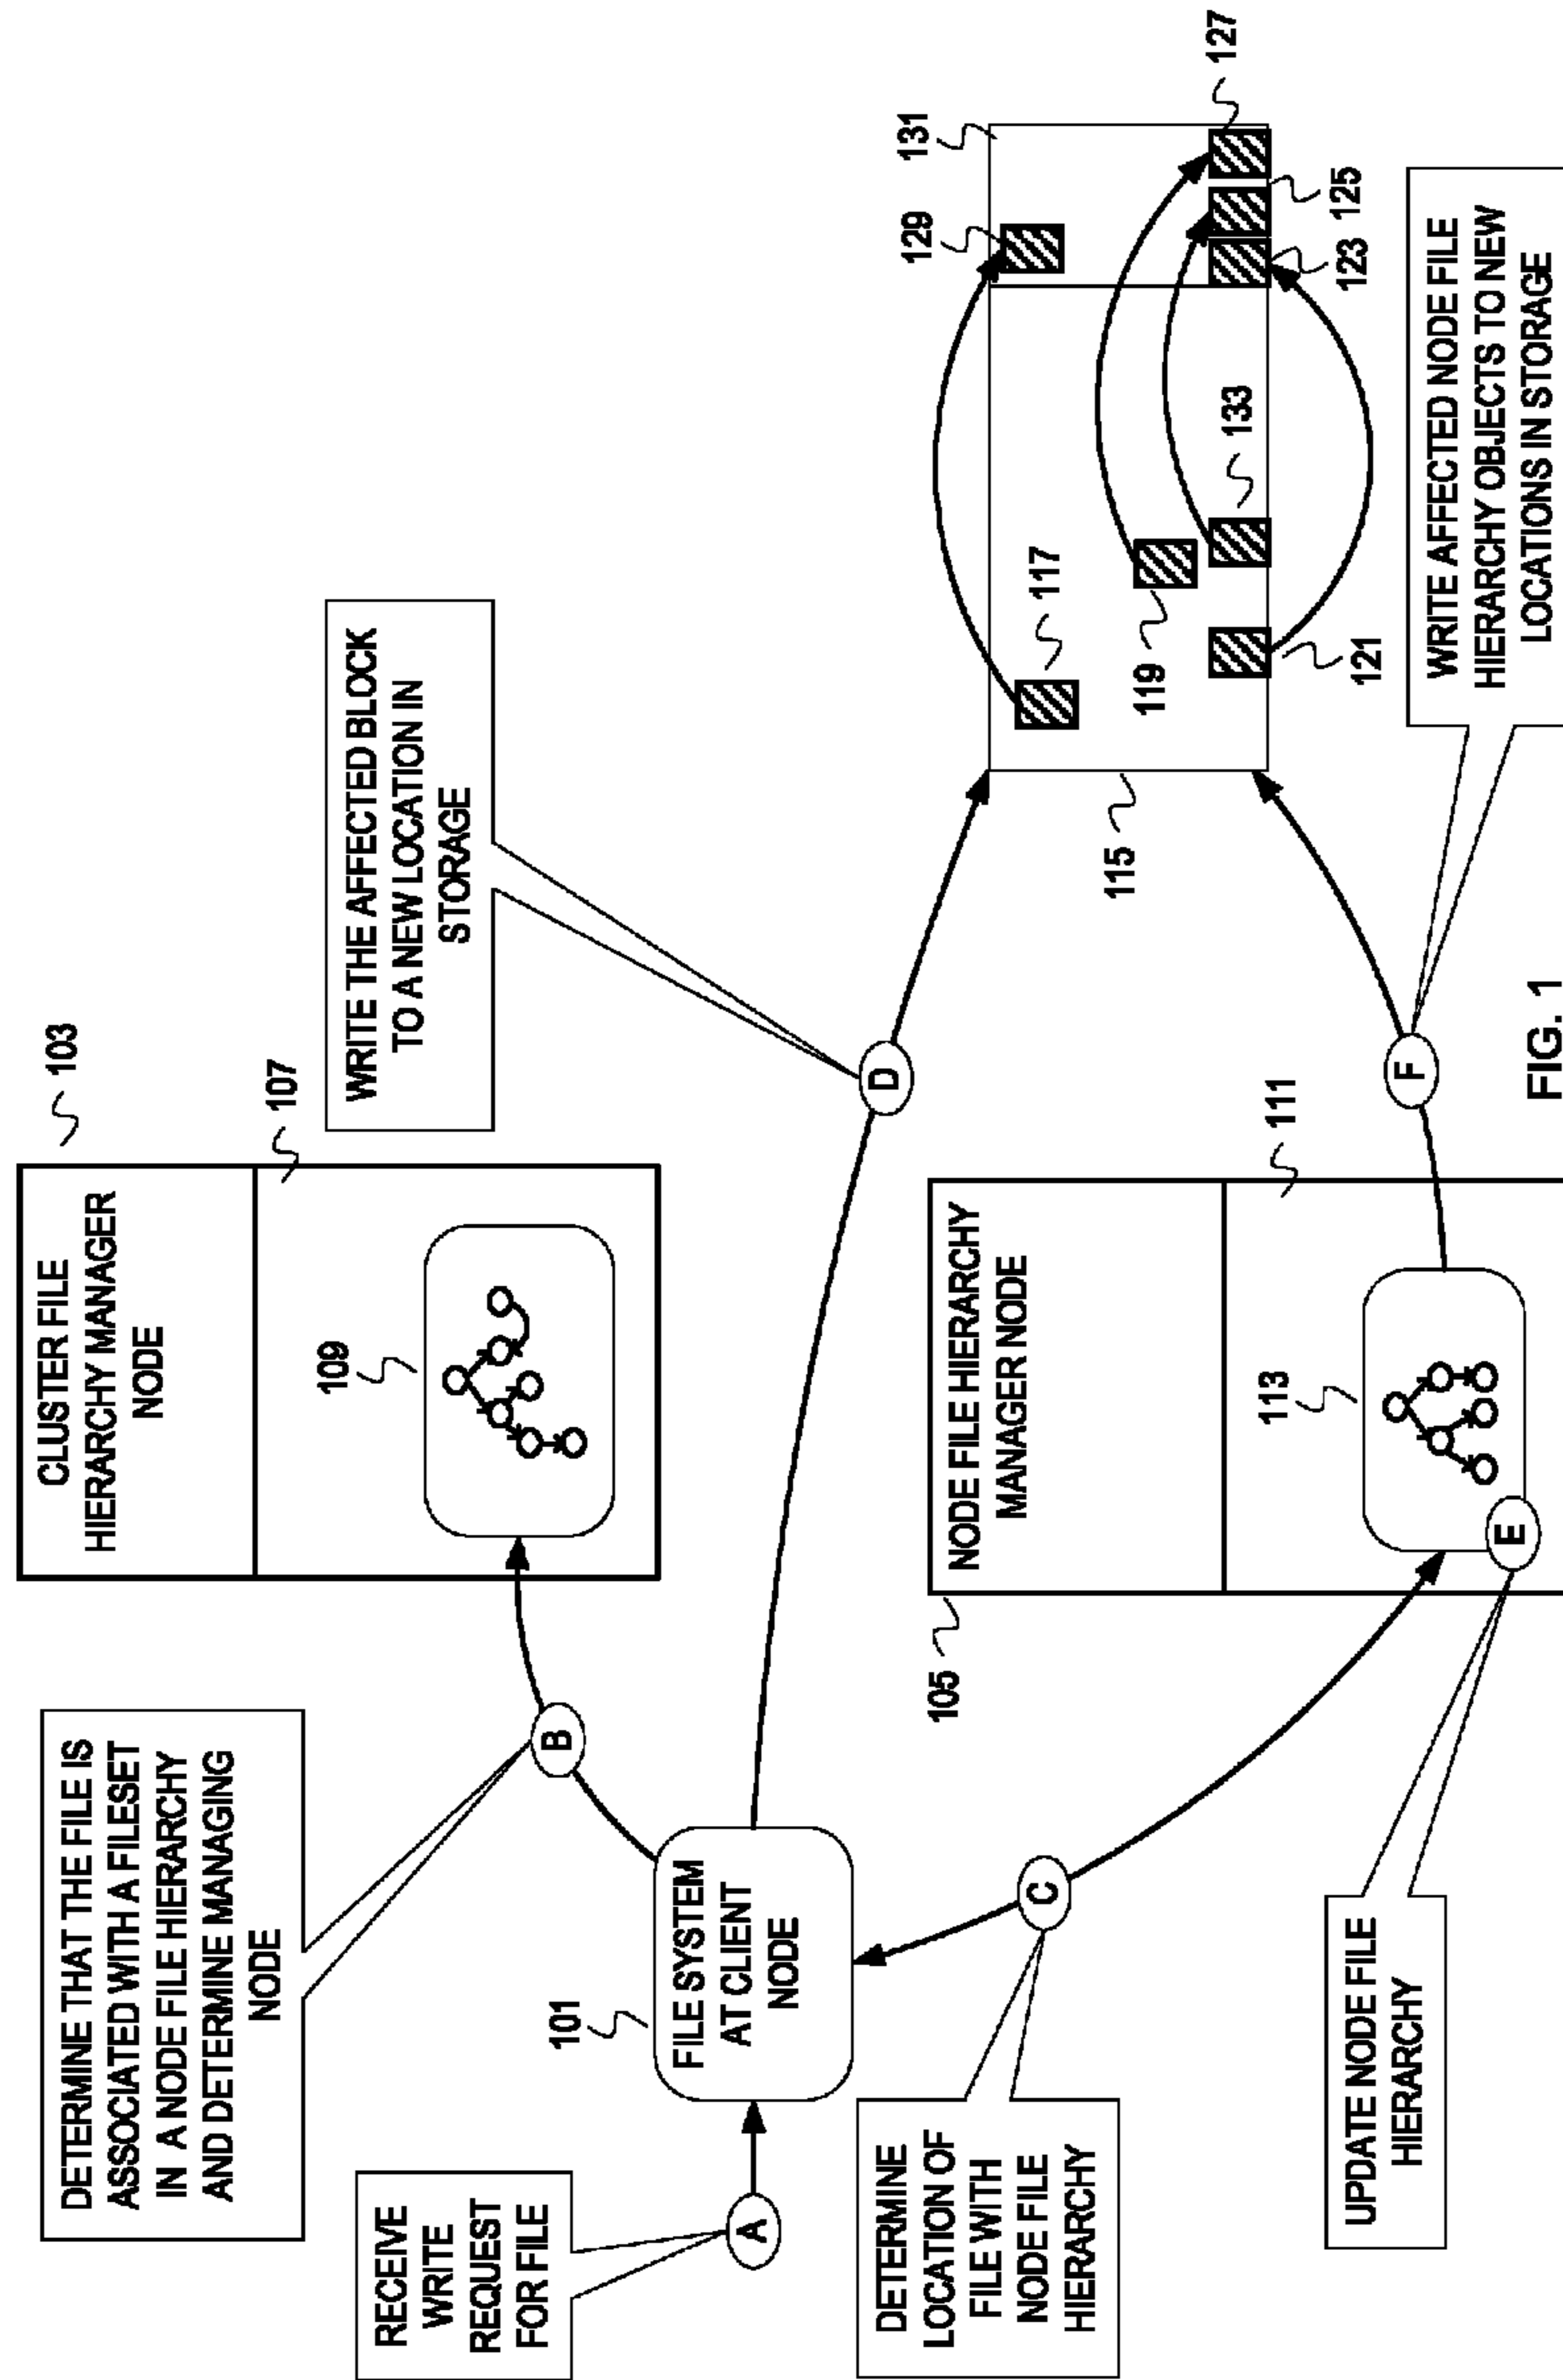 CLUSTER FILE
HIERARCHY MANAGER
NODE
103
107
109
DETERMINE THAT THE FILE IS
ASSOCIATED WITH A FILESET
IN A NODE FILE HIERARCHY
AND DETERMINE MANAGING
NODE
B
WRITE THE AFFECTED BLOCK
TO A NEW LOCATION IN
STORAGE
D
RECEIVE
WRITE
REQUEST
FOR FILE
A
101
FILE SYSTEM
AT CLIENT
NODE
DETERMINE
LOCATION OF
FILE WITH
NODE FILE
HIERARCHY
C
105
NODE FILE HIERARCHY
MANAGER NODE
111
113
E
UPDATE NODE FILE
HIERARCHY
F
115
117
119
121
133
129
131
123
125
127
WRITE AFFECTED NODE FILE
HIERARCHY OBJECTS TO NEW
LOCATIONS IN STORAGE
FIG. 1